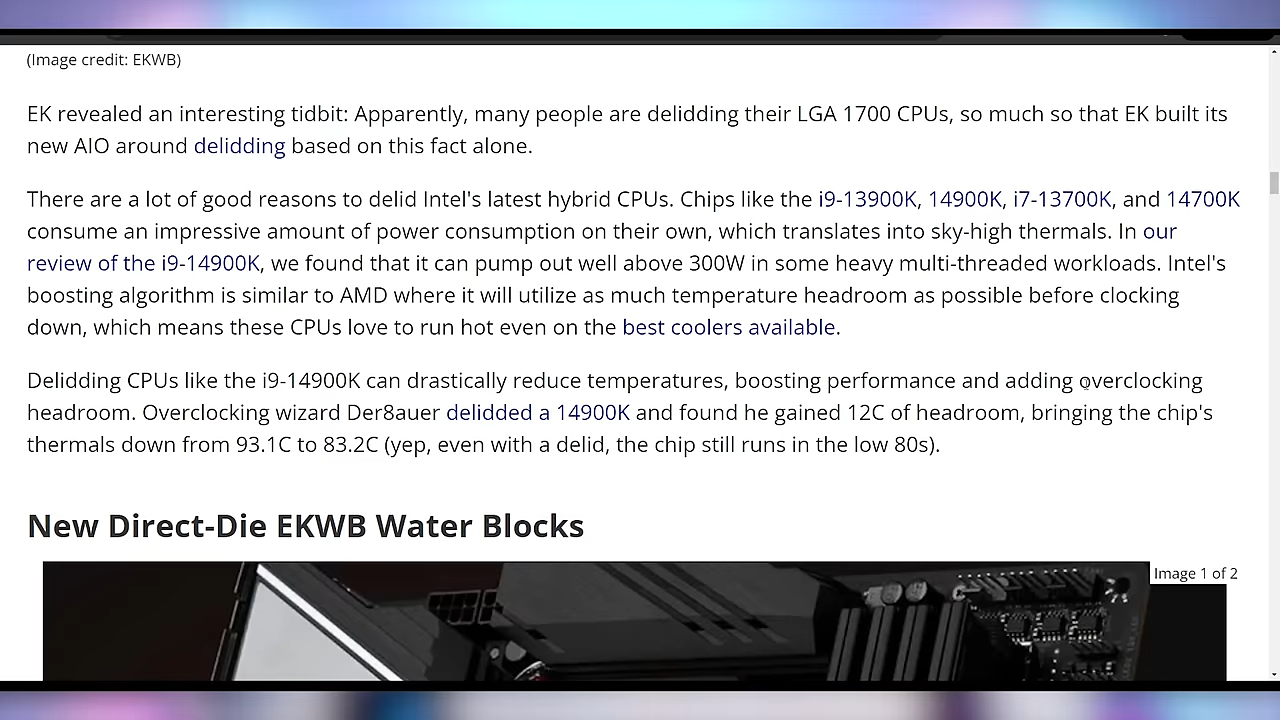 (Image credit: EKWB)
EK revealed an interesting tidbit: Apparently, many people are delidding their LGA 1700 CPUs, so much so that EK built its
new AIO around delidding based on this fact alone.
There are a lot of good reasons to delid Intel's latest hybrid CPUs. Chips like the i9-13900K, 14900K, i7-13700K, and 14700K
consume an impressive amount of power consumption on their own, which translates into sky-high thermals. In our
review of the i9-14900K, we found that it can pump out well above 300W in some heavy multi-threaded workloads. Intel's
boosting algorithm is similar to AMD where it will utilize as much temperature headroom as possible before clocking
down, which means these CPUs love to run hot even on the best coolers available.
Delidding CPUs like the i9-14900K can drastically reduce temperatures, boosting performance and adding overclocking
headroom. Overclocking wizard Der8auer delidded a 14900K and found he gained 12C of headroom, bringing the chip's
thermals down from 93.1C to 83.2C (yep, even with a delid, the chip still runs in the low 80s).
New Direct-Die EKWB Water Blocks
Image 1 of 2